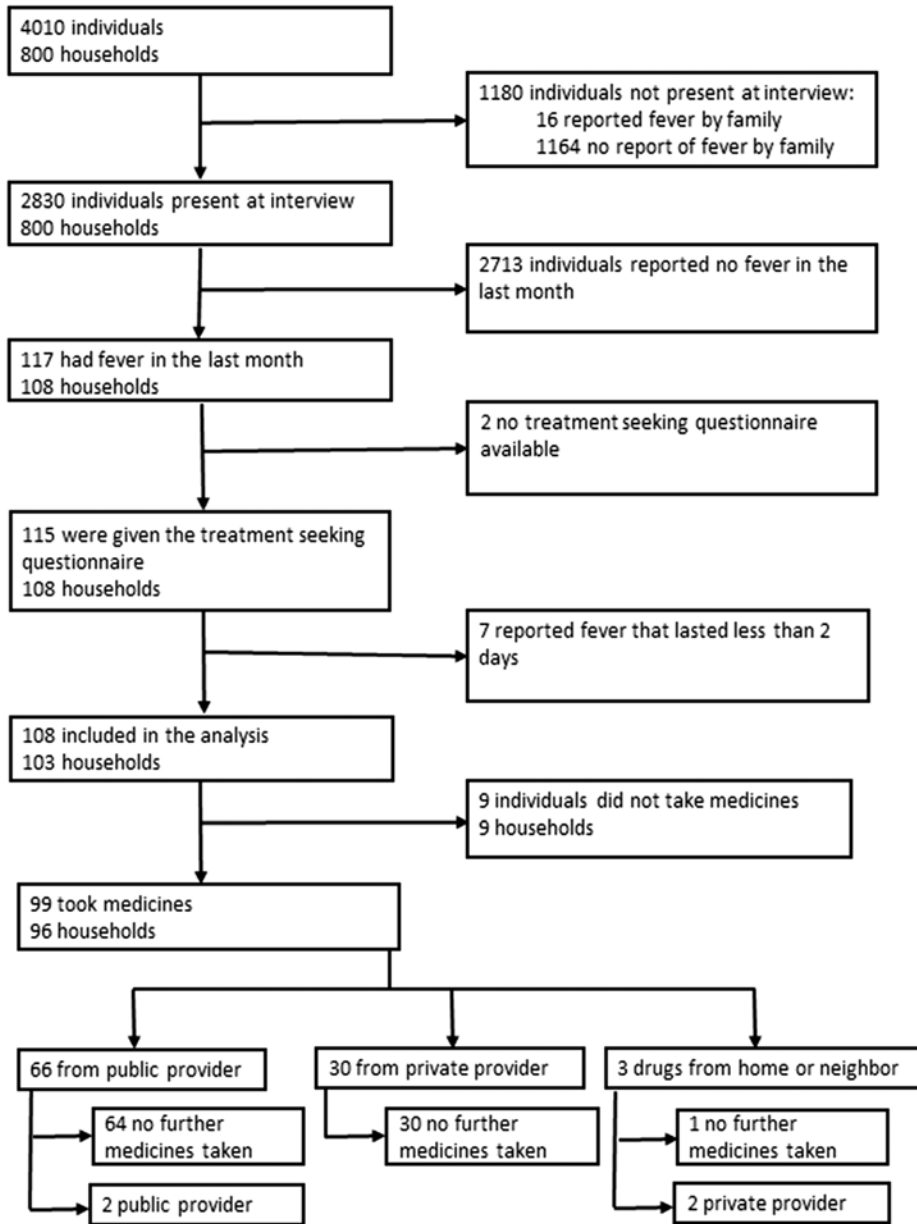 4010 individuals
800 households
1180 individuals not present at interview:
16 reported fever by family
1164 no report of fever by family
2830 individuals present at interview
800 households
2713 individuals reported no fever in the
last month
117 had fever in the last month
108 households
2 no treatment seeking questionnaire
available
115 were given the treatment seeking
questionnaire
108 households
7 reported fever that lasted less than 2
days
108 included in the analysis
103 households
9 individuals did not take medicines
9 households
99 took medicines
96 households
66 from public provider
30 from private provider
3 drugs from home or neighbor
64 no further
medicines taken
30 no further
medicines taken
1 no further
medicines taken
2 public provider
2 private provider